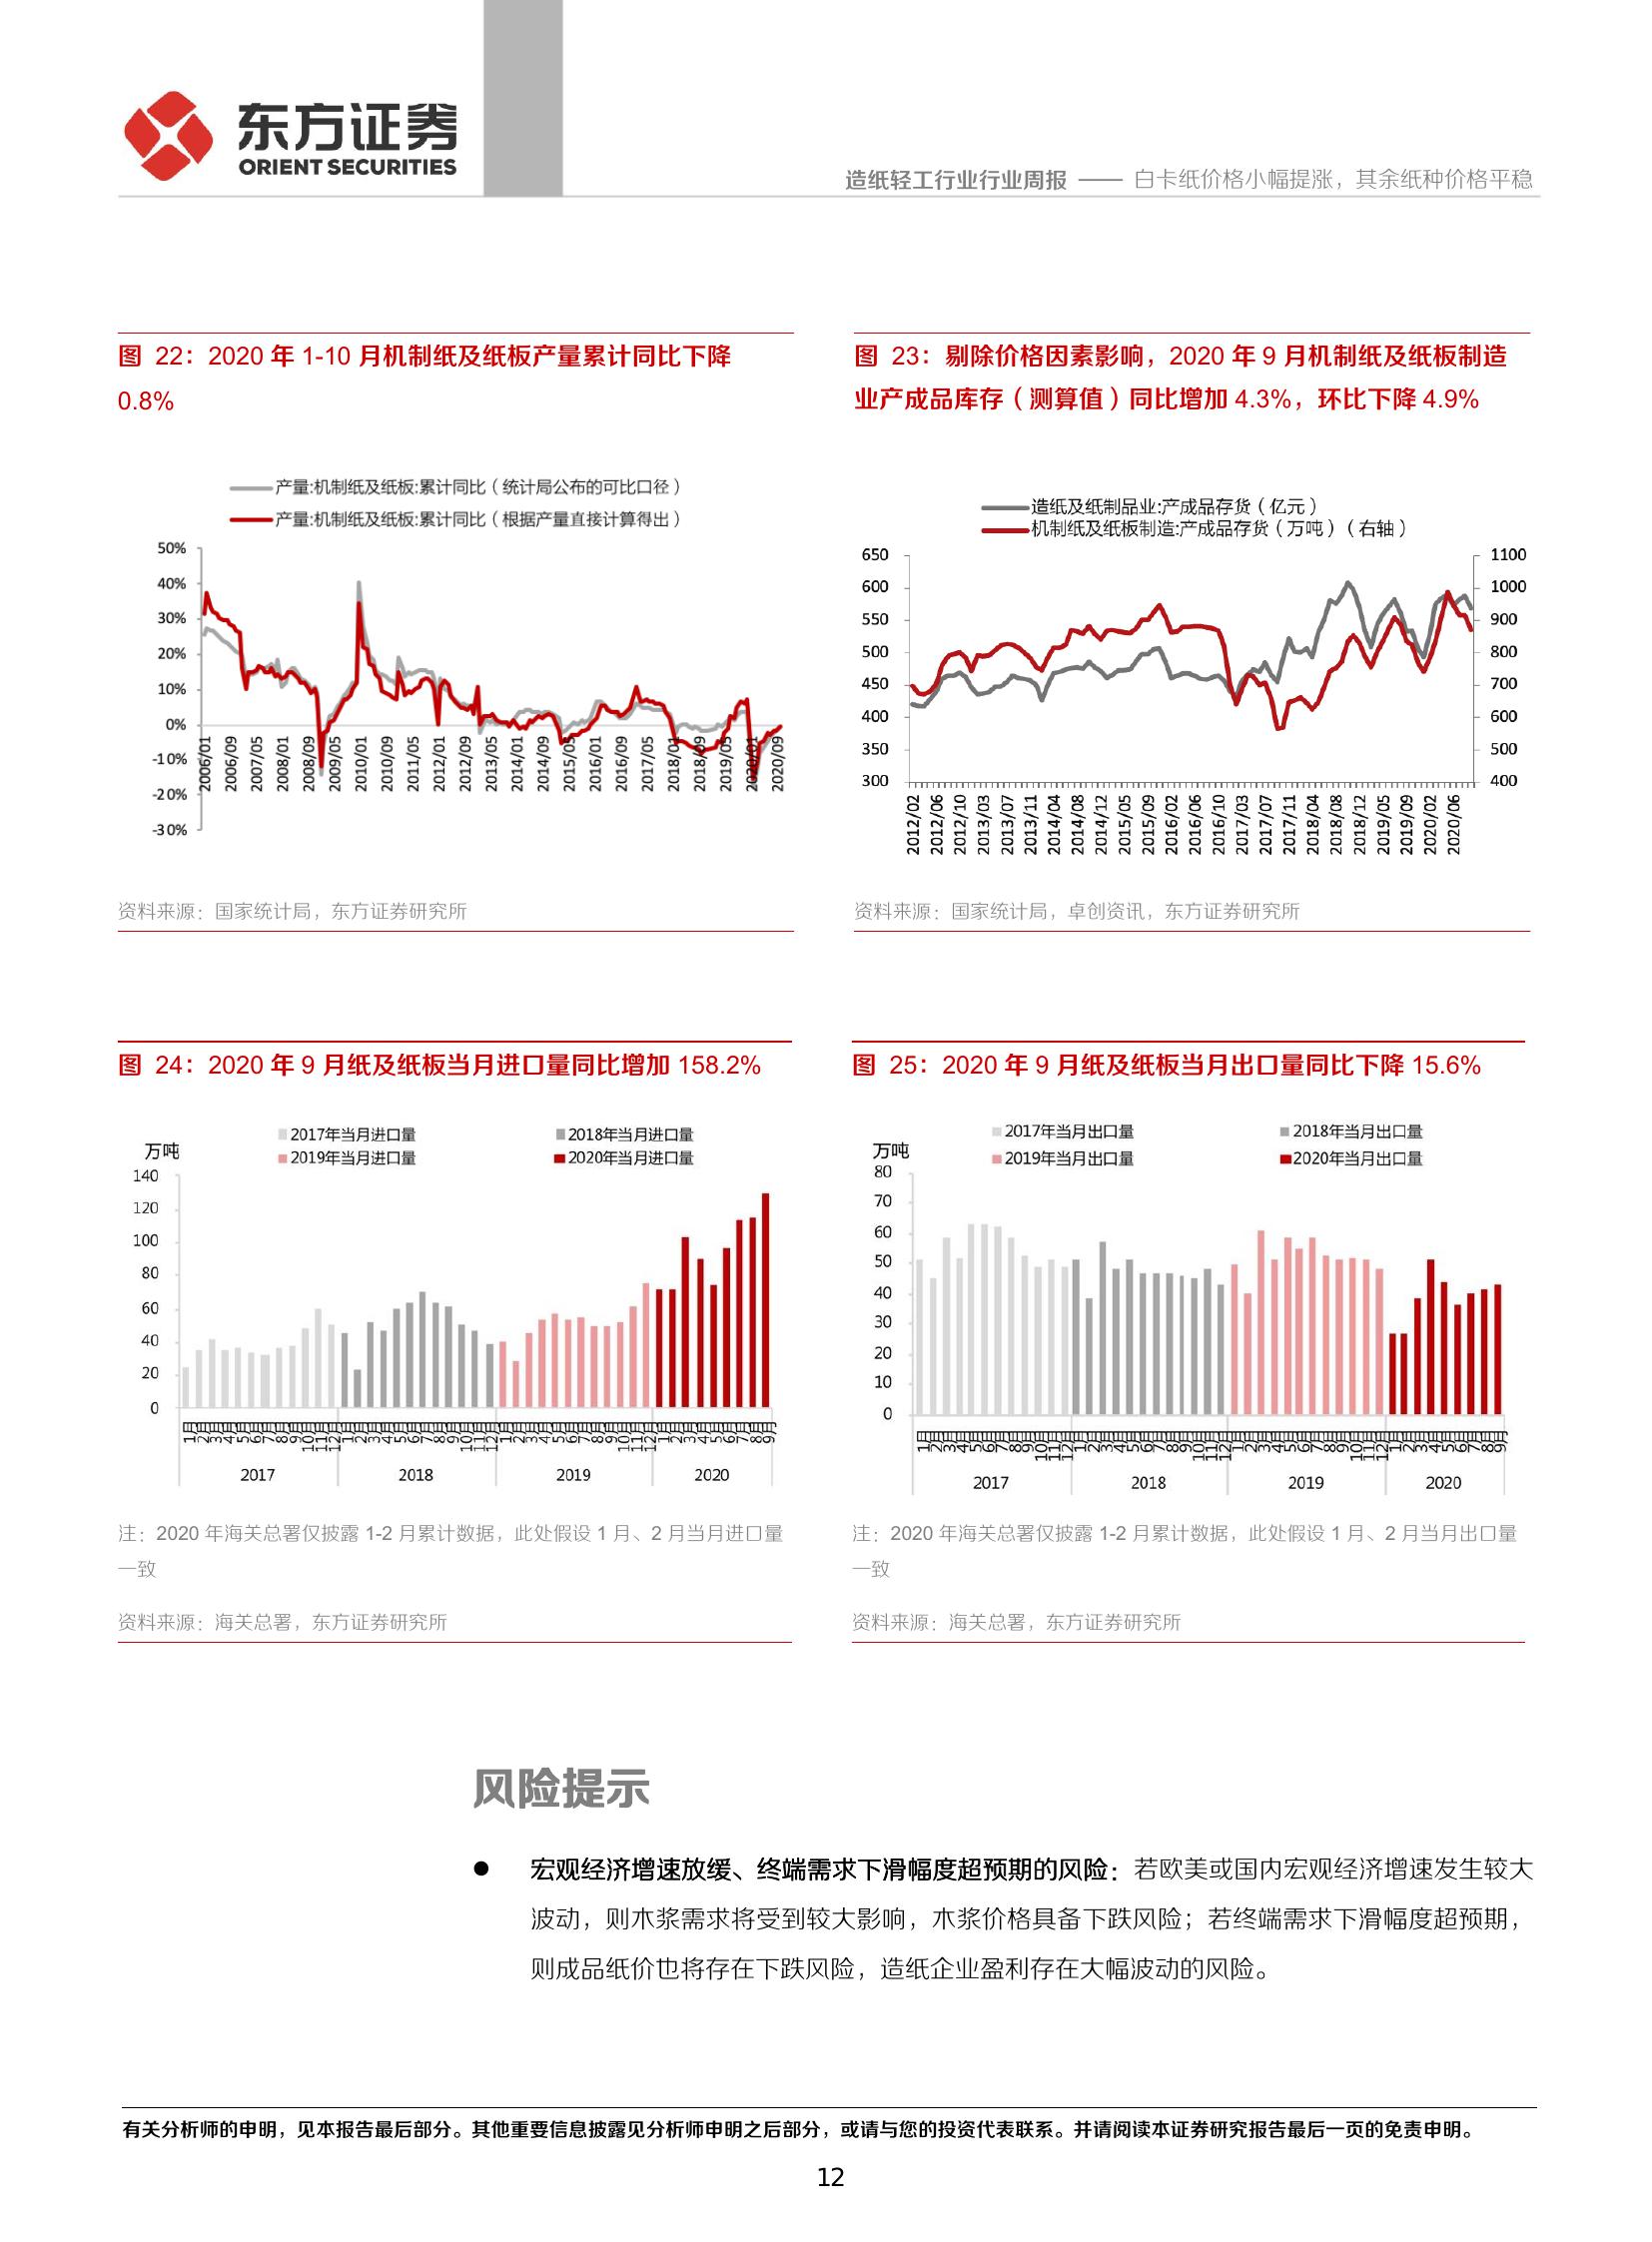 东方证券
ORIENT SECURITIES
造纸轻工行业行业周报 —— 白卡纸价格小幅提涨，其余纸种价格平稳
图 22：2020 年 1-10 月机制纸及纸板产量累计同比下降
0.8%
产量:机制纸及纸板:累计同比（统计局公布的可比口径）
产量:机制纸及纸板:累计同比（根据产量直接计算得出）
50%
40%
30%
20%
10%
0%
-10%
-20%
-30%
2006/01
2006/09
2007/05
2008/01
2008/09
2009/05
2010/01
2010/09
2011/05
2012/01
2012/09
2013/05
2014/01
2014/09
2015/05
2016/01
2016/09
2017/05
2018/01
2018/09
2019/05
2020/01
2020/09
资料来源：国家统计局，东方证券研究所
图 23：剔除价格因素影响，2020 年 9 月机制纸及纸板制造
业产成品库存（测算值）同比增加 4.3%，环比下降 4.9%
造纸及纸制品业:产成品存货（亿元）
机制纸及纸板制造:产成品存货（万吨）（右轴）
650
600
550
500
450
400
350
300
1100
1000
900
800
700
600
500
400
2012/02
2012/06
2012/10
2013/03
2013/07
2013/11
2014/04
2014/08
2014/12
2015/05
2015/09
2016/02
2016/06
2016/10
2017/03
2017/07
2017/11
2018/04
2018/08
2018/12
2019/05
2019/09
2020/02
2020/06
资料来源：国家统计局，卓创资讯，东方证券研究所
图 24：2020 年 9 月纸及纸板当月进口量同比增加 158.2%
万吨
2017年当月进口量
2018年当月进口量
2019年当月进口量
2020年当月进口量
140
120
100
80
60
40
20
0
1月 2月 3月 4月 5月 6月 7月 8月 9月 10月 11月 12月 1月 2月 3月 4月 5月 6月 7月 8月 9月 10月 11月 12月 1月 2月 3月 4月 5月 6月 7月 8月 9月 10月 11月 12月 1月 2月 3月 4月 5月 6月 7月 8月 9月
2017 2018 2019 2020
注：2020 年海关总署仅披露 1-2 月累计数据，此处假设 1 月、2 月当月进口量
一致
资料来源：海关总署，东方证券研究所
图 25：2020 年 9 月纸及纸板当月出口量同比下降 15.6%
万吨
2017年当月出口量
2018年当月出口量
2019年当月出口量
2020年当月出口量
80
70
60
50
40
30
20
10
0
1月 2月 3月 4月 5月 6月 7月 8月 9月 10月 11月 12月 1月 2月 3月 4月 5月 6月 7月 8月 9月 10月 11月 12月 1月 2月 3月 4月 5月 6月 7月 8月 9月 10月 11月 12月 1月 2月 3月 4月 5月 6月 7月 8月 9月
2017 2018 2019 2020
注：2020 年海关总署仅披露 1-2 月累计数据，此处假设 1 月、2 月当月出口量
一致
资料来源：海关总署，东方证券研究所
风险提示
● 宏观经济增速放缓、终端需求下滑幅度超预期的风险：若欧美或国内宏观经济增速发生较大
波动，则木浆需求将受到较大影响，木浆价格具备下跌风险；若终端需求下滑幅度超预期，
则成品纸价也将存在下跌风险，造纸企业盈利存在大幅波动的风险。
有关分析师的申明，见本报告最后部分。其他重要信息披露见分析师申明之后部分，或请与您的投资代表联系。并请阅读本证券研究报告最后一页的免责申明。
12